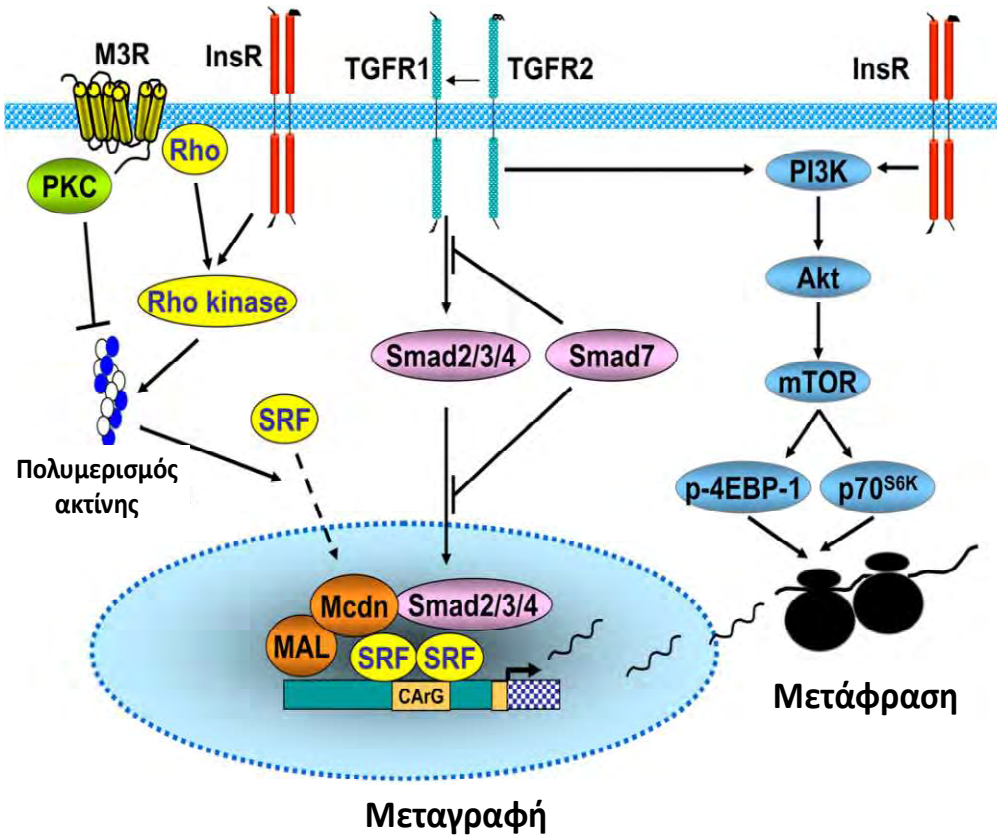 M3R
InsR
TGFR1
TGFR2
InsR
Rho
PKC
PI3K
Rho kinase
Akt
Smad2/3/4
Smad7
mTOR
SRF
Πολυμερισμός
ακτίνης
p-4EBP-1
p70S6K
Mcdn
Smad2/3/4
MAL
SRF
SRF
CArG
Μετάφραση
Μεταγραφή